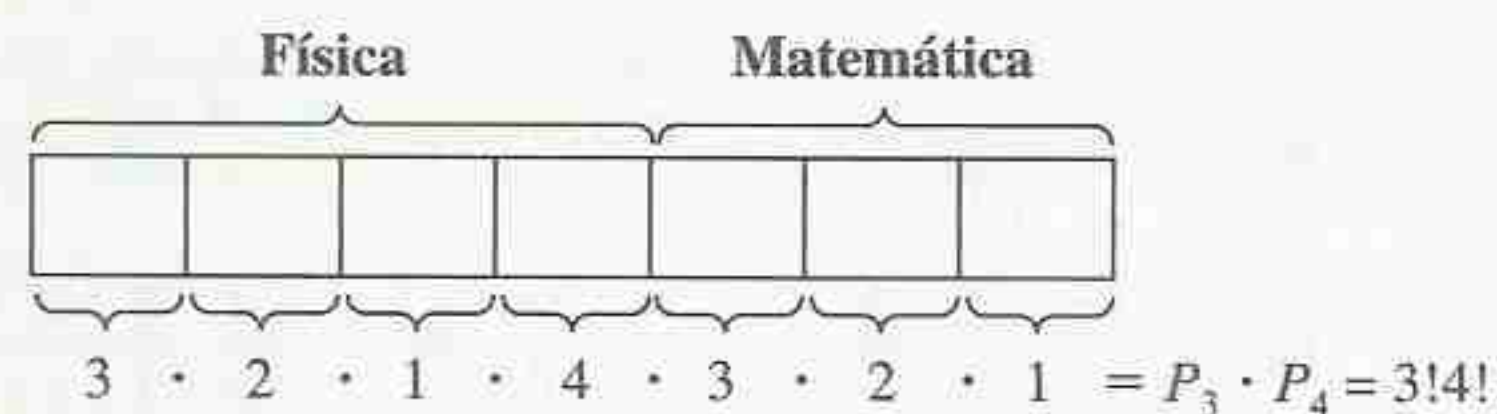 Física Matemática
3 · 2 · 1 · 4 · 3 · 2 · 1 = P₃ · P₄ = 3!4!